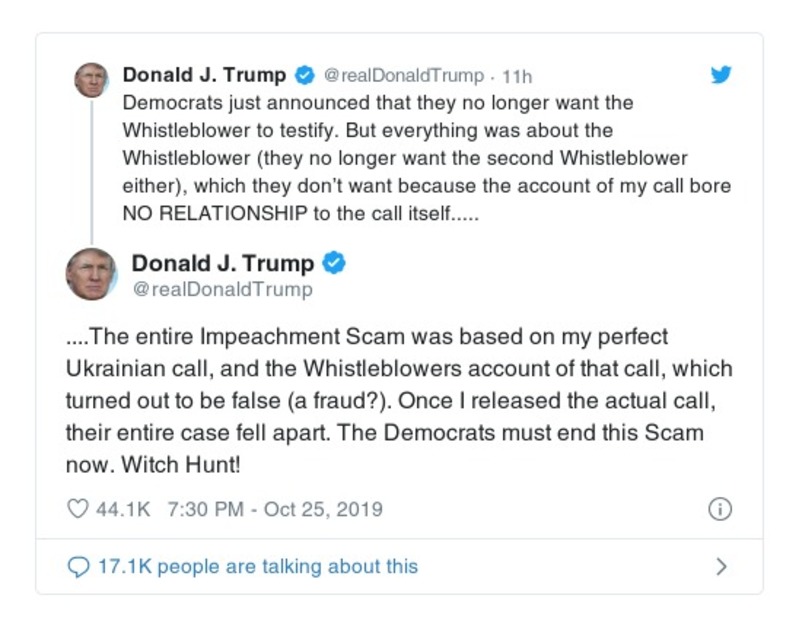 Donald J. Trump @realDonaldTrump · 11h
Democrats just announced that they no longer want the
Whistleblower to testify. But everything was about the
Whistleblower (they no longer want the second Whistleblower
either), which they don’t want because the account of my call bore
NO RELATIONSHIP to the call itself.....
Donald J. Trump
@realDonaldTrump
....The entire Impeachment Scam was based on my perfect
Ukrainian call, and the Whistleblowers account of that call, which
turned out to be false (a fraud?). Once I released the actual call,
their entire case fell apart. The Democrats must end this Scam
now. Witch Hunt!
44.1K 7:30 PM - Oct 25, 2019
17.1K people are talking about this